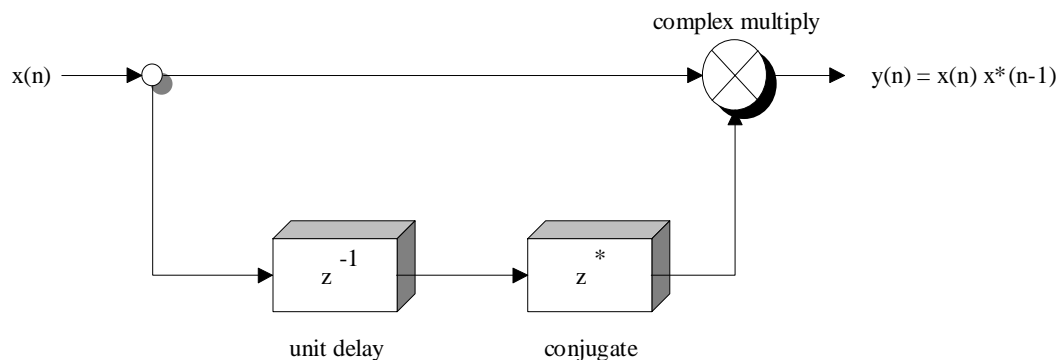 complex multiply
x(n)
y(n) = x(n) x*(n-1)
z^-1
z^*
unit delay
conjugate